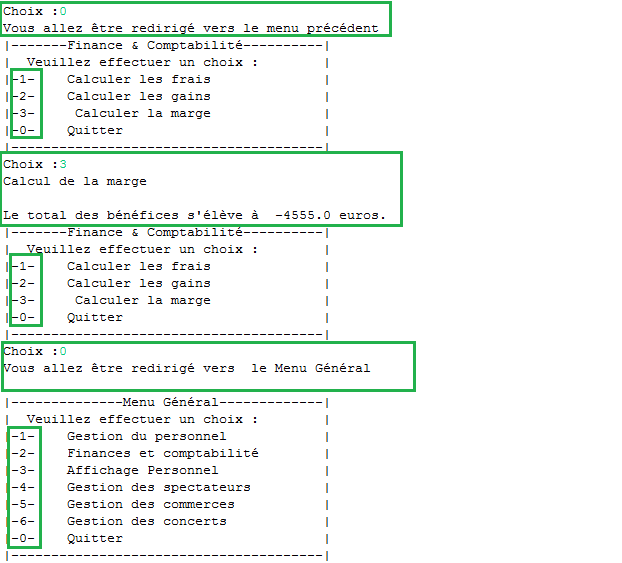 Choix :0
Vous allez être redirigé vers le menu précédent
|-------Finance & Comptabilité----------|
|  Veuillez effectuer un choix :        |
|-1-    Calculer les frais              |
|-2-    Calculer les gains              |
|-3-     Calculer la marge              |
|-0-    Quitter                         |
|---------------------------------------|
Choix :3
Calcul de la marge
Le total des bénéfices s'élève à  -4555.0 euros.
|-------Finance & Comptabilité----------|
|  Veuillez effectuer un choix :        |
|-1-    Calculer les frais              |
|-2-    Calculer les gains              |
|-3-     Calculer la marge              |
|-0-    Quitter                         |
|---------------------------------------|
Choix :0
Vous allez être redirigé vers  le Menu Général
|--------------Menu Général-------------|
|  Veuillez effectuer un choix :        |
|-1-    Gestion du personnel            |
|-2-    Finances et comptabilité        |
|-3-    Affichage Personnel             |
|-4-    Gestion des spectateurs         |
|-5-    Gestion des commerces           |
|-6-    Gestion des concerts            |
|-0-    Quitter                         |
|---------------------------------------|